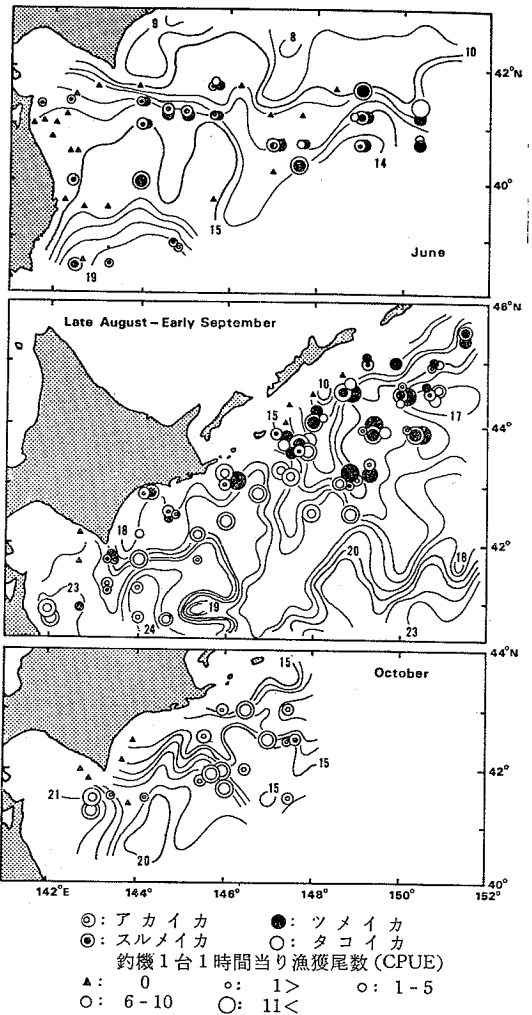 9
8
10
42°N
14
40°
15
June
19
46°N
Late August-Early September
10
17
15
44°
18
20
18
42°
23
19
24
23
44°N
15
October
15
42°
21
15
20
40°
142°E 144° 146° 148° 150° 152°
◎: アカイカ ●: ツメイカ
◉: スルメイカ ○: タコイカ
釣機1台1時間当り漁獲尾数 (CPUE)
▲: 0 ○: 1> ○: 1-5
○: 6-10 ○: 11<